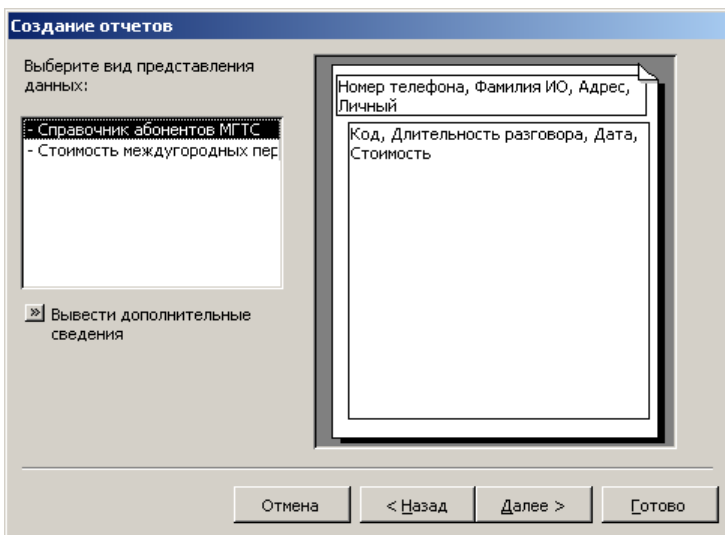 Создание отчетов
Выберите вид представления
данных:
- Справочник абонентов МГТС
- Стоимость междугородных пер
» Вывести дополнительные
сведения
Номер телефона, Фамилия ИО, Адрес,
Личный
Код, Длительность разговора, Дата,
Стоимость
Отмена
< Назад
Далее >
Готово